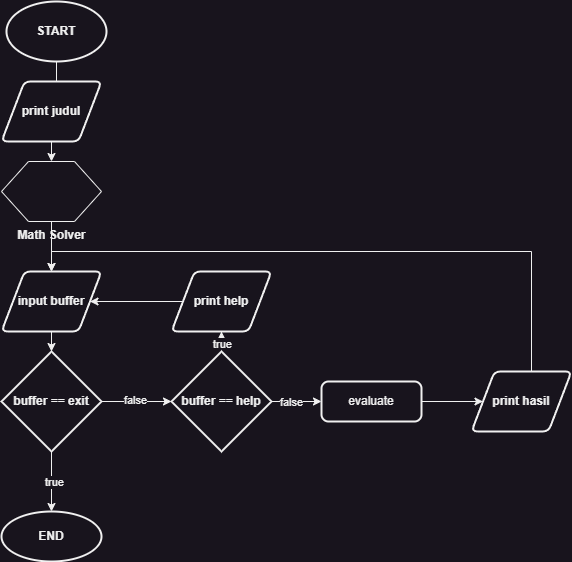 START
print judul
Math Solver
input buffer
print help
true
buffer == exit
false
buffer == help
false
evaluate
print hasil
true
END